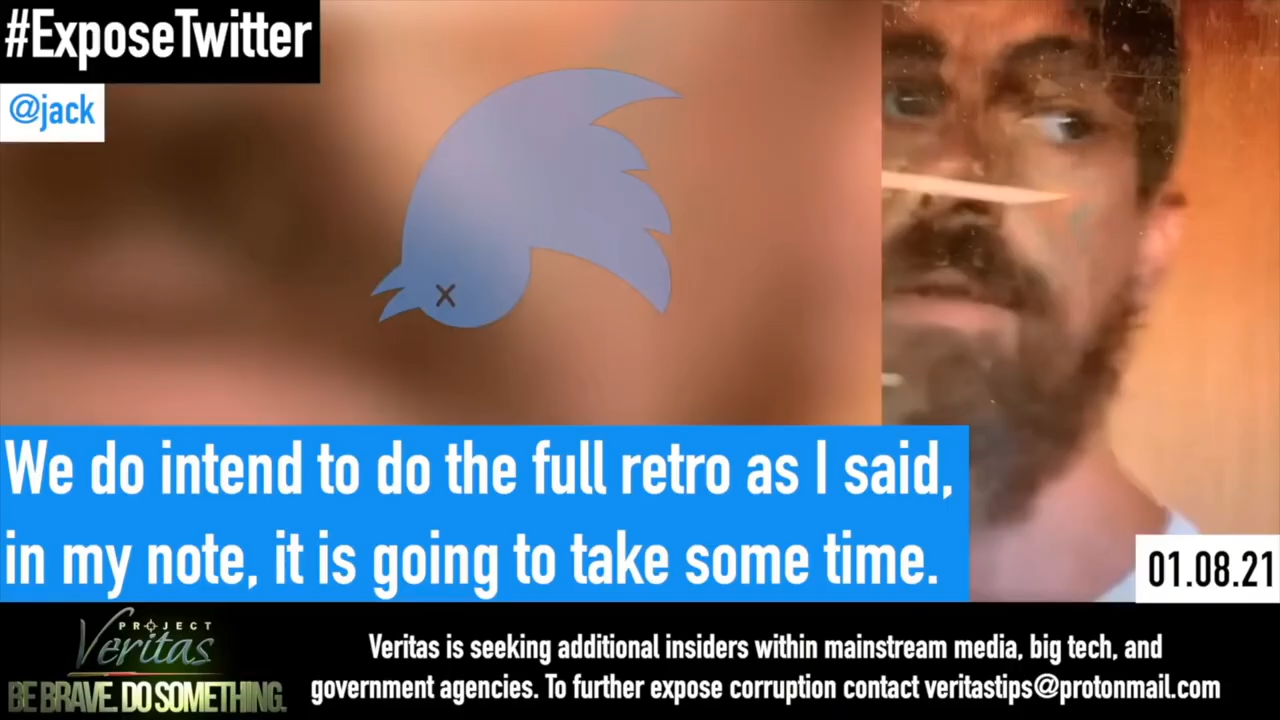 #ExposeTwitter
@jack
We do intend to do the full retro as I said,
in my note, it is going to take some time.
01.08.21
PROJECT
Veritas
BE BRAVE. DO SOMETHING.
Veritas is seeking additional insiders within mainstream media, big tech, and
government agencies. To further expose corruption contact veritastips@protonmail.com